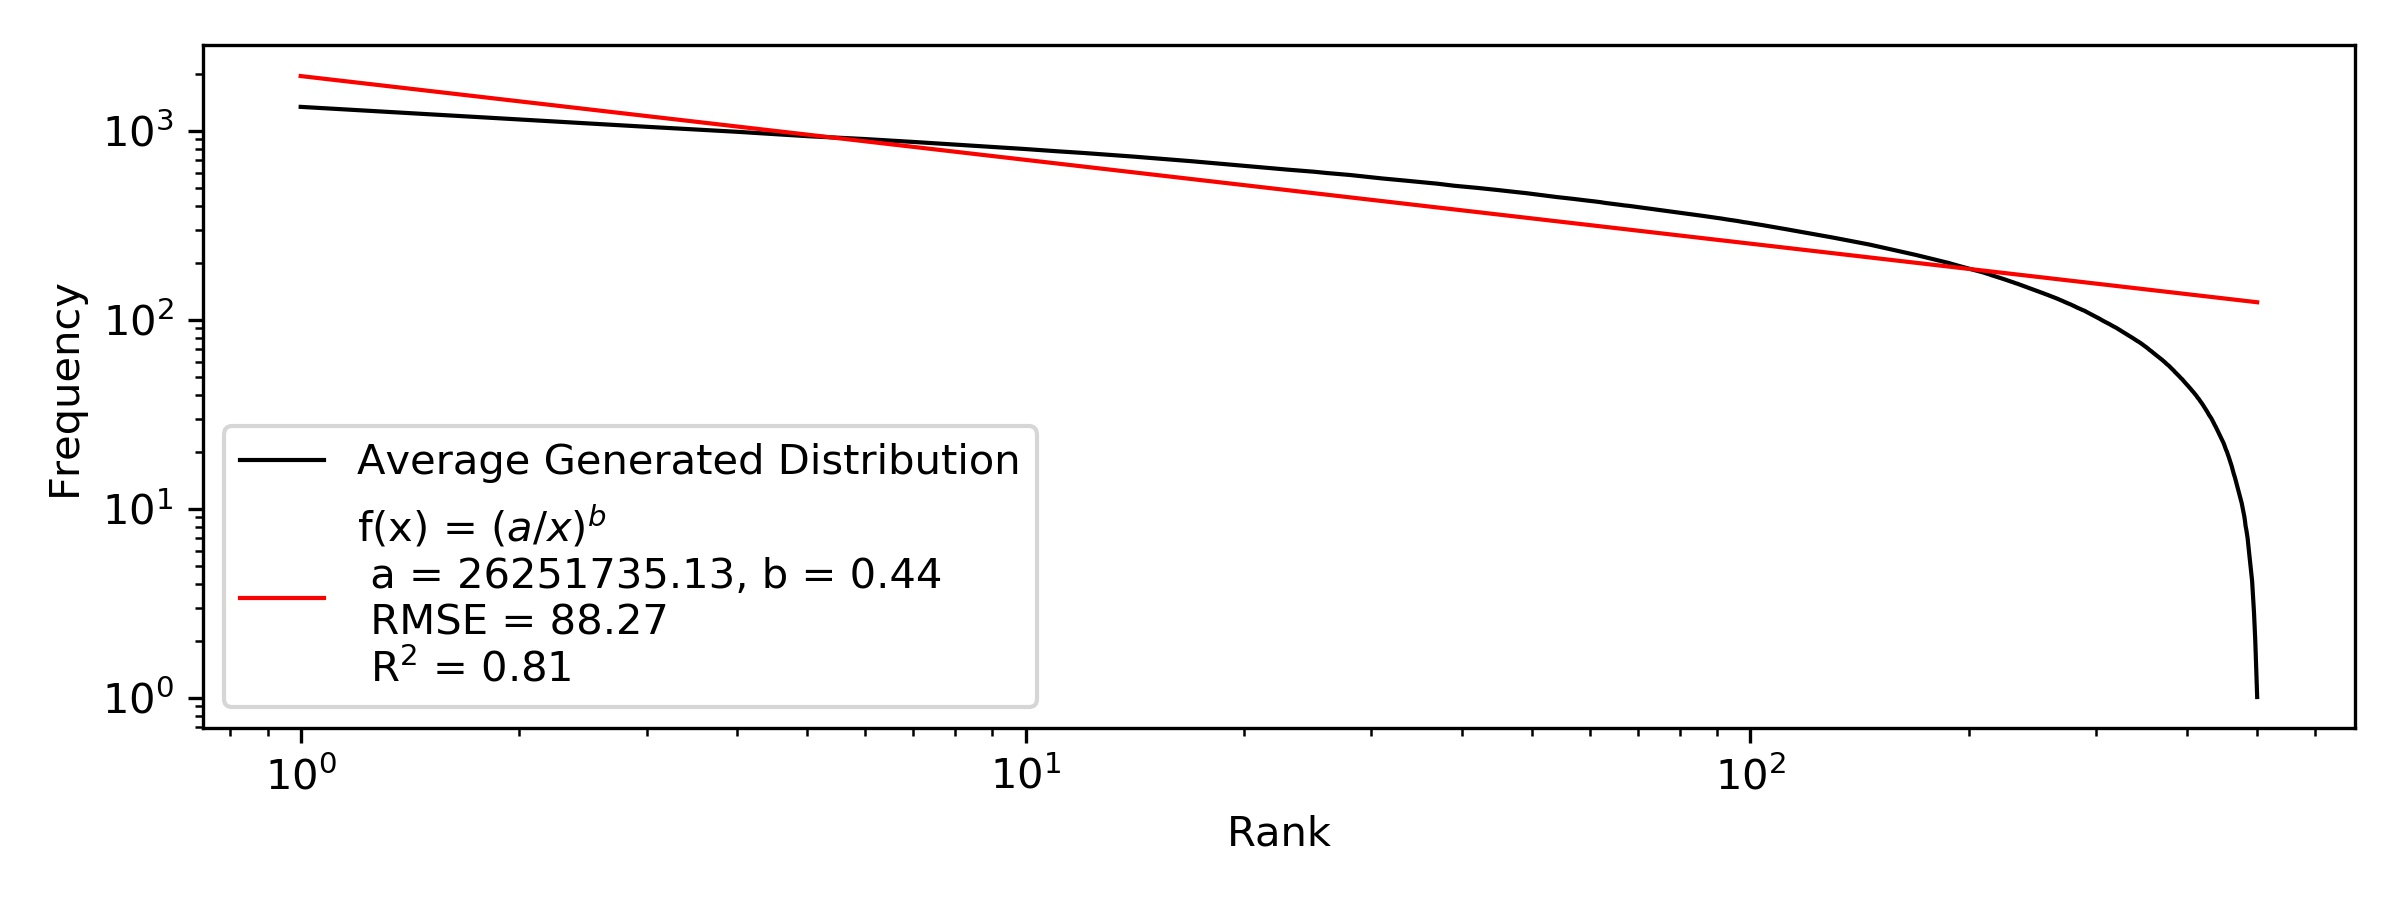 Frequency
10³
10²
10¹
10⁰
Average Generated Distribution
f(x) = (a/x)ᵇ
a = 26251735.13, b = 0.44
RMSE = 88.27
R² = 0.81
10⁰
10¹
10²
Rank